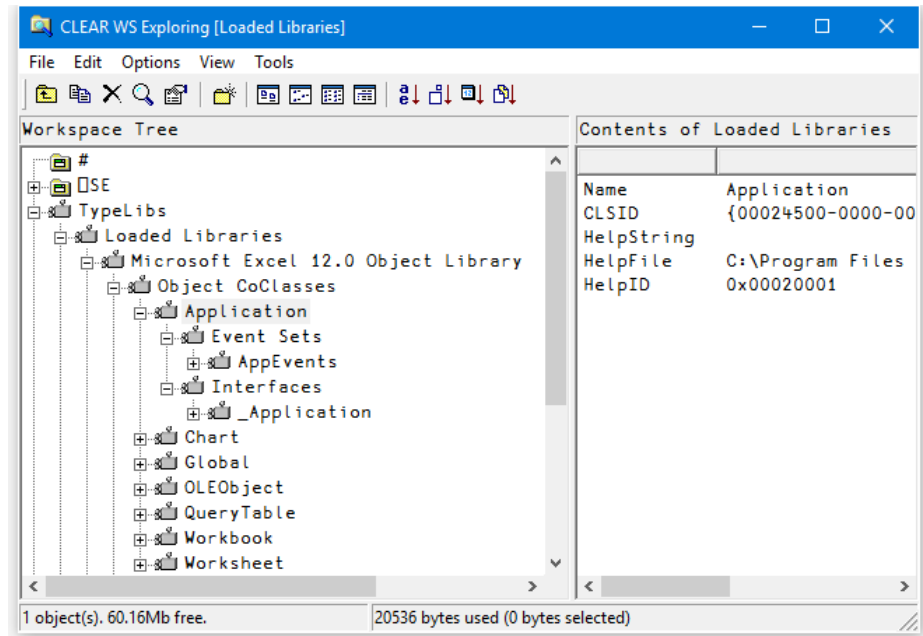 CLEAR WS Exploring [Loaded Libraries]
File Edit Options View Tools
Workspace Tree
#
⎕SE
TypeLibs
Loaded Libraries
Microsoft Excel 12.0 Object Library
Object CoClasses
Application
Event Sets
AppEvents
Interfaces
_Application
Chart
Global
OLEObject
QueryTable
Workbook
Worksheet
Contents of Loaded Libraries
Name Application
CLSID {00024500-0000-00
HelpString
HelpFile C:\Program Files
HelpID 0x00020001
1 object(s). 60.16Mb free.
20536 bytes used (0 bytes selected)